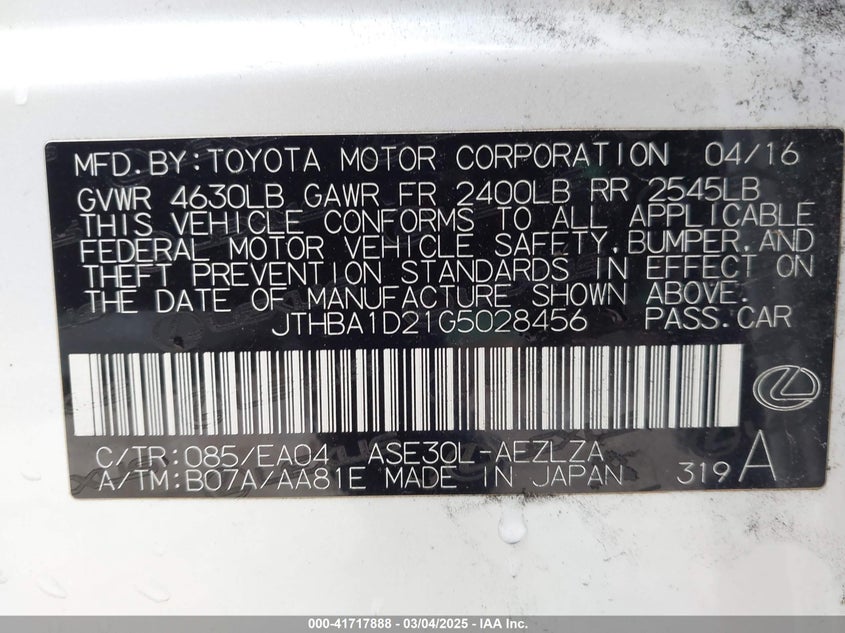 MFD.BY:TOYOTA MOTOR CORPORATION 04/16
GVWR 4630LB GAWR FR 2400LB RR 2545LB
THIS VEHICLE CONFORMS TO ALL APPLICABLE
FEDERAL MOTOR VEHICLE SAFETY,BUMPER,AND
THEFT PREVENTION STANDARDS IN EFFECT ON
THE DATE OF MANUFACTURE SHOWN ABOVE.
JTHBA1D21G5028456 PASS.CAR
C/TR:085/EA04 ASE30L-AEZLZA
A/TM:B07A/AA81E MADE IN JAPAN 319A
000-41717888 - 03/04/2025 - IAA Inc.